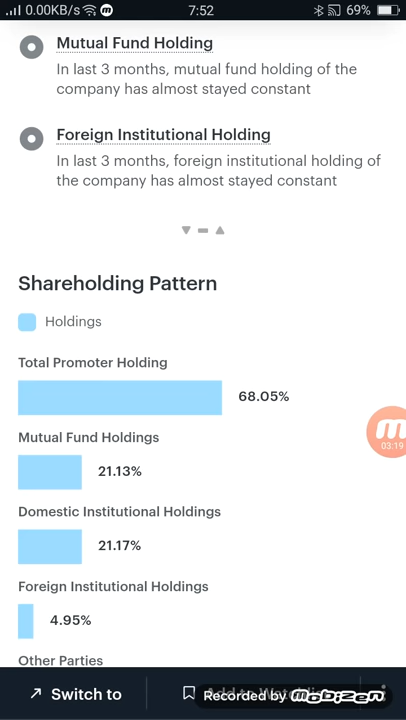 0.00KB/s 7:52 69%
Mutual Fund Holding
In last 3 months, mutual fund holding of the
company has almost stayed constant
Foreign Institutional Holding
In last 3 months, foreign institutional holding of
the company has almost stayed constant
Shareholding Pattern
Holdings
Total Promoter Holding
68.05%
Mutual Fund Holdings
21.13%
03:19
Domestic Institutional Holdings
21.17%
Foreign Institutional Holdings
4.95%
Other Parties
Switch to
Recorded by mobizen